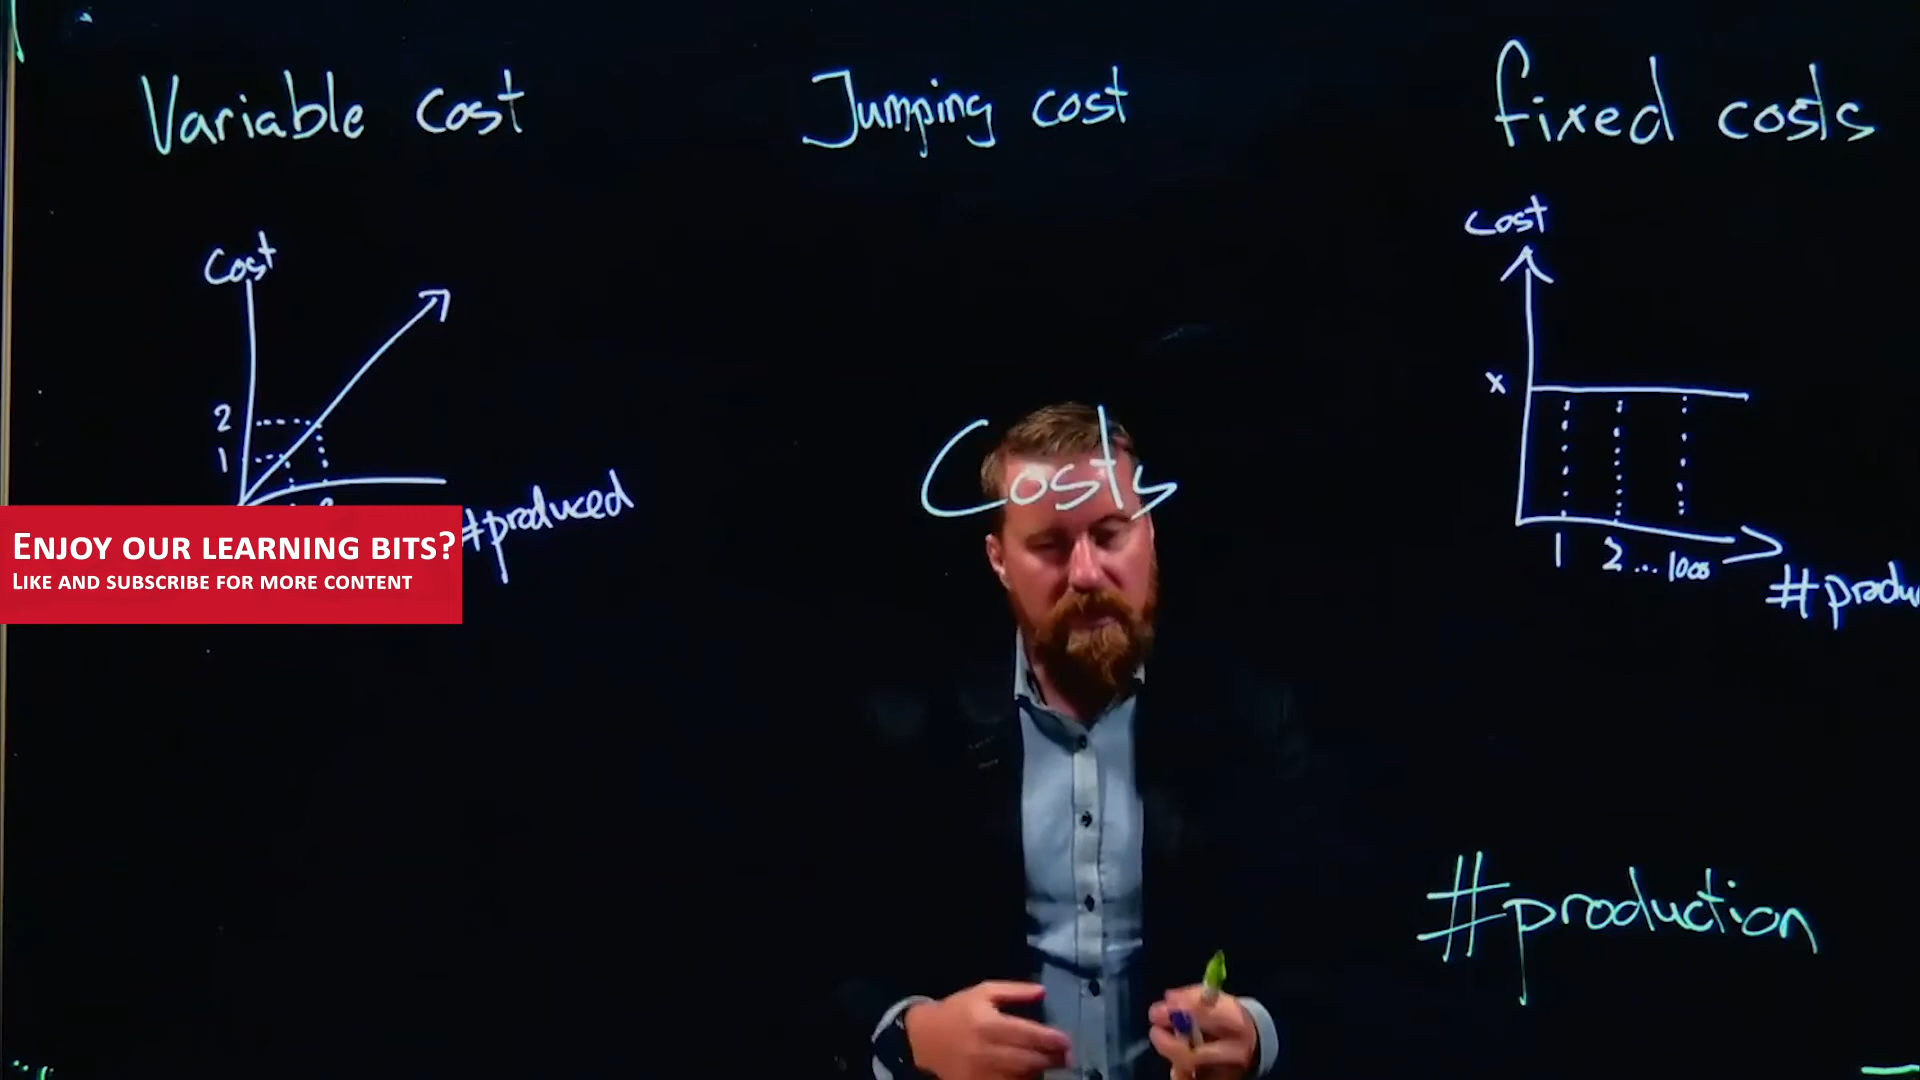 Variable cost
Jumping cost
fixed costs
Cost
2
1
#produced
cost
x
1 2 ... 1000
Costs
ENJOY OUR LEARNING BITS?
LIKE AND SUBSCRIBE FOR MORE CONTENT
#production